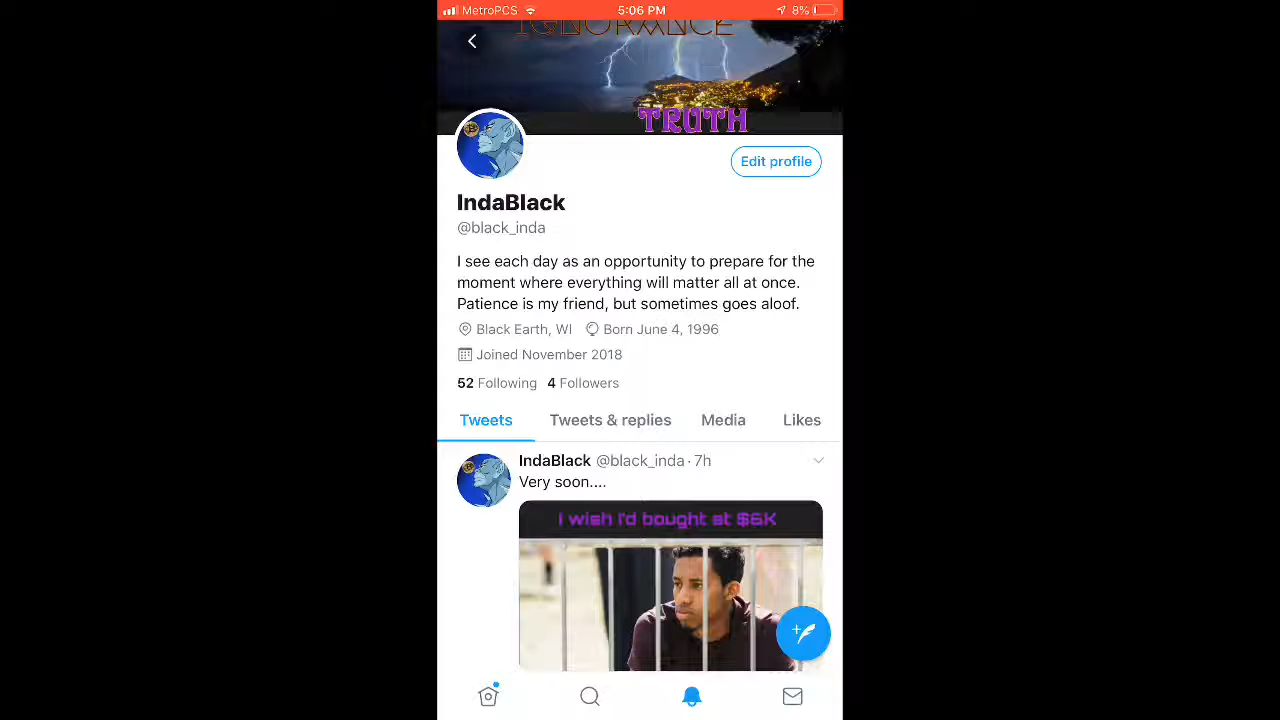 MetroPCS 5:06 PM 8%
IGNORANCE
TRUTH
Edit profile
IndaBlack
@black_inda
I see each day as an opportunity to prepare for the
moment where everything will matter all at once.
Patience is my friend, but sometimes goes aloof.
Black Earth, WI Born June 4, 1996
Joined November 2018
52 Following 4 Followers
Tweets Tweets & replies Media Likes
IndaBlack @black_inda · 7h
Very soon....
I wish I'd bought at $6K